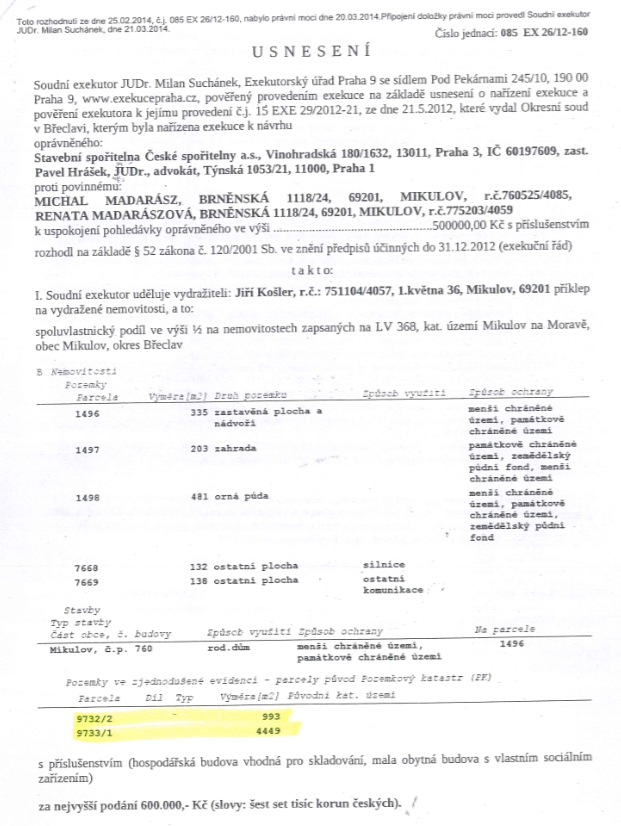 Toto rozhodnutí ze dne 25.02.2014, č.j. 085 EX 26/12-160, nabylo právní moci dne 20.03.2014.Připojení doložky právní moci provedl Soudní exekutor
JUDr. Milan Suchánek, dne 21.03.2014.
Číslo jednací: 085 EX 26/12-160
U S N E S E N Í
Soudní exekutor JUDr. Milan Suchánek, Exekutorský úřad Praha 9 se sídlem Pod Pekárnami 245/10, 190 00
Praha 9, www.exekucepraha.cz, pověřený provedením exekuce na základě usnesení o nařízení exekuce a
pověření exekutora k jejímu provedení č.j. 15 EXE 29/2012-21, ze dne 21.5.2012, které vydal Okresní soud
v Břeclavi, kterým byla nařízena exekuce k návrhu
oprávněného:
Stavební spořitelna České spořitelny a.s., Vinohradská 180/1632, 13011, Praha 3, IČ 60197609, zast.
Pavel Hrášek, JUDr., advokát, Týnská 1053/21, 11000, Praha 1
proti povinnému:
MICHAL MADARÁSZ, BRNĚNSKÁ 1118/24, 69201, MIKULOV, r.č.760525/4085,
RENATA MADARÁSZOVÁ, BRNĚNSKÁ 1118/24, 69201, MIKULOV, r.č.775203/4059
k uspokojení pohledávky oprávněného ve výši ..........................................500000,00 Kč s příslušenstvím
rozhodl na základě § 52 zákona č. 120/2001 Sb. ve znění předpisů účinných do 31.12.2012 (exekuční řád)
t a k t o:
I. Soudní exekutor uděluje vydražiteli: Jiří Košler, r.č.: 751104/4057, 1.května 36, Mikulov, 69201 příklep
na vydražené nemovitosti, a to:
spoluvlastnický podíl ve výši ½ na nemovitostech zapsaných na LV 368, kat. území Mikulov na Moravě,
obec Mikulov, okres Břeclav
B Nemovitosti
Pozemky
Parcela Výměra[m2] Druh pozemku Způsob využití Způsob ochrany
1496 335 zastavěná plocha a nádvoří menší chráněné
území, památkově
chráněné území
1497 203 zahrada památkově chráněné
území, zemědělský
půdní fond, menší
chráněné území
1498 481 orná půda menší chráněné
území, památkově
chráněné území,
zemědělský půdní
fond
7668 132 ostatní plocha silnice
7669 138 ostatní plocha ostatní
komunikace
Stavby
Typ stavby
Část obce, č. budovy Způsob využití Způsob ochrany Na parcele
Mikulov, č.p. 760 rod.dům menší chráněné území, 1496
památkově chráněné území
Pozemky ve zjednodušené evidenci - parcely původ Pozemkový katastr (PK)
Parcela Díl Typ Výměra[m2] Původní kat. území
9732/2 993
9733/1 4449
s příslušenstvím (hospodářská budova vhodná pro skladování, mala obytná budova s vlastním sociálním
zařízením)
za nejvyšší podání 600.000,- Kč (slovy: šest set tisíc korun českých).